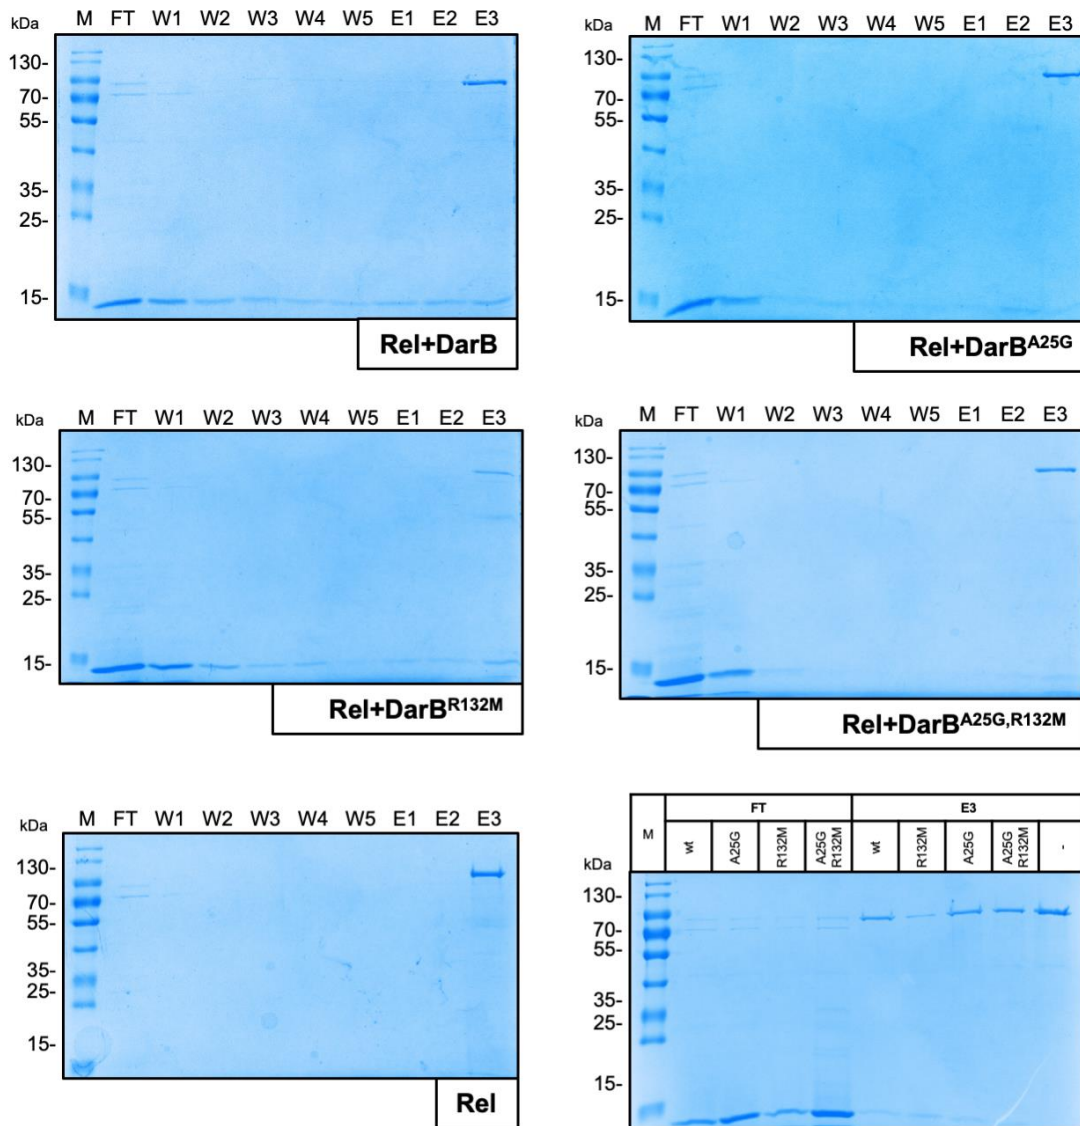 kDa M FT W1 W2 W3 W4 W5 E1 E2 E3
130-
70-
55-
35-
25-
15-
Rel+DarB
kDa M FT W1 W2 W3 W4 W5 E1 E2 E3
130-
70-
55-
35-
25-
15-
Rel+DarBA25G
kDa M FT W1 W2 W3 W4 W5 E1 E2 E3
130-
70-
55-
35-
25-
15-
Rel+DarBR132M
kDa M FT W1 W2 W3 W4 W5 E1 E2 E3
130-
70-
55-
35-
25-
15-
Rel+DarBA25G,R132M
kDa M FT W1 W2 W3 W4 W5 E1 E2 E3
130-
70-
55-
35-
25-
15-
Rel
FT E3
M wt A25G R132M A25G R132M wt R132M A25G A25G R132M -
kDa
130-
70-
55-
35-
25-
15-